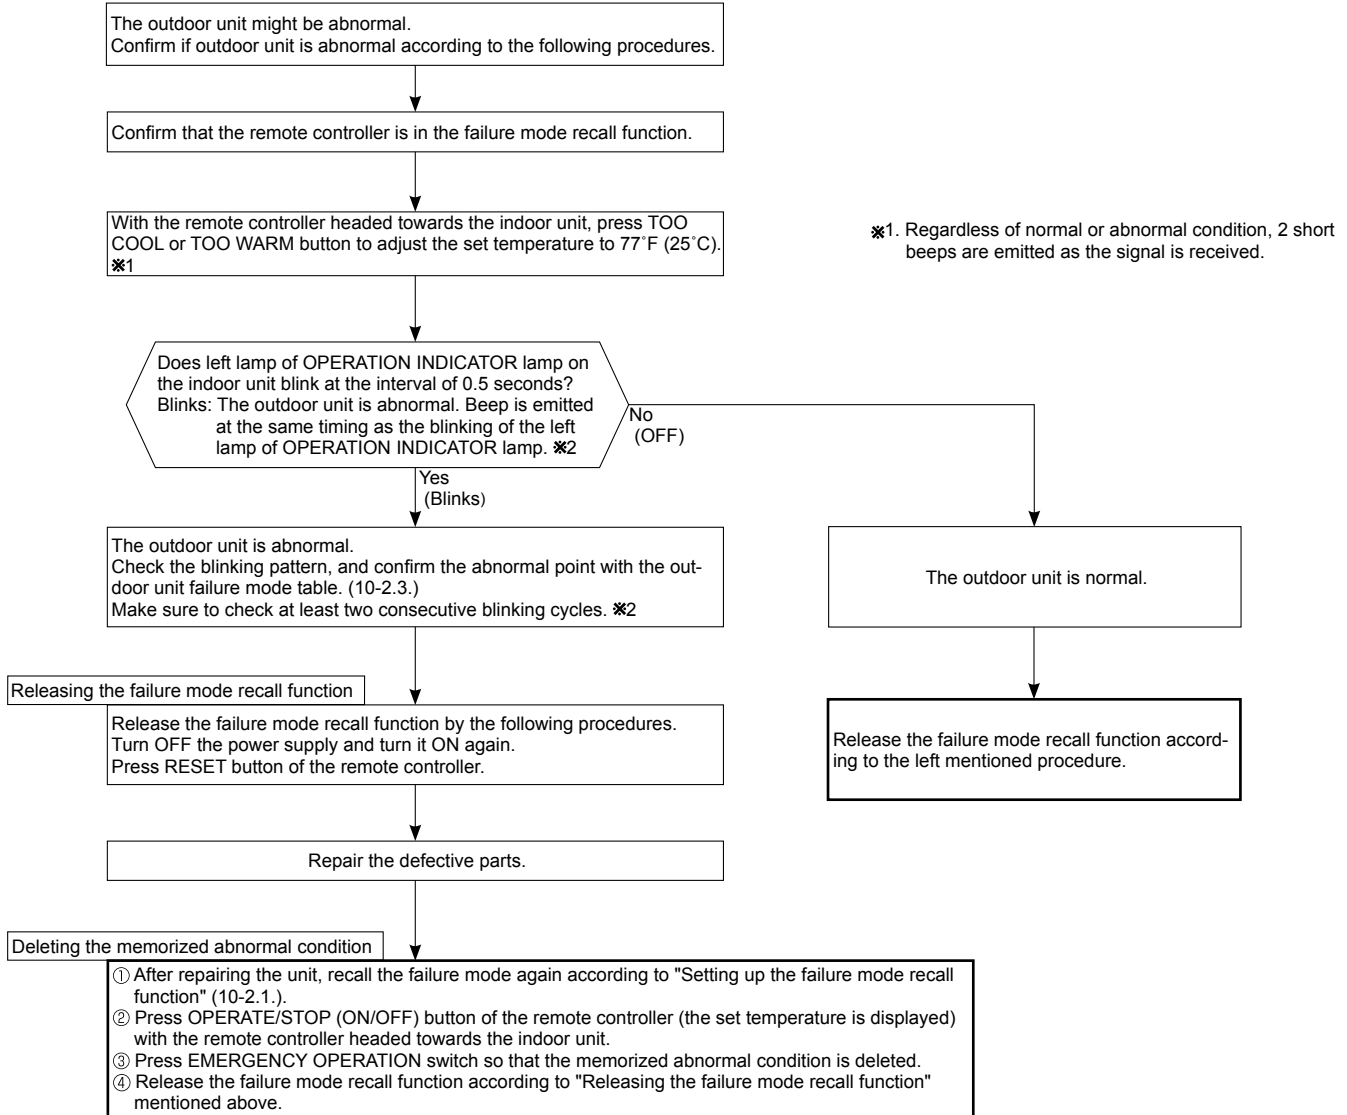 The outdoor unit might be abnormal.
Confirm if outdoor unit is abnormal according to the following procedures.
Confirm that the remote controller is in the failure mode recall function.
With the remote controller headed towards the indoor unit, press TOO
COOL or TOO WARM button to adjust the set temperature to 77˚F (25˚C).
※1
※1. Regardless of normal or abnormal condition, 2 short
beeps are emitted as the signal is received.
Does left lamp of OPERATION INDICATOR lamp on
the indoor unit blink at the interval of 0.5 seconds?
Blinks: The outdoor unit is abnormal. Beep is emitted
at the same timing as the blinking of the left
lamp of OPERATION INDICATOR lamp. ※2
No
(OFF)
Yes
(Blinks)
The outdoor unit is abnormal.
Check the blinking pattern, and confirm the abnormal point with the out-
door unit failure mode table. (10-2.3.)
Make sure to check at least two consecutive blinking cycles. ※2
The outdoor unit is normal.
Releasing the failure mode recall function
Release the failure mode recall function by the following procedures.
Turn OFF the power supply and turn it ON again.
Press RESET button of the remote controller.
Release the failure mode recall function accord-
ing to the left mentioned procedure.
Repair the defective parts.
Deleting the memorized abnormal condition
① After repairing the unit, recall the failure mode again according to "Setting up the failure mode recall
function" (10-2.1.).
② Press OPERATE/STOP (ON/OFF) button of the remote controller (the set temperature is displayed)
with the remote controller headed towards the indoor unit.
③ Press EMERGENCY OPERATION switch so that the memorized abnormal condition is deleted.
④ Release the failure mode recall function according to "Releasing the failure mode recall function"
mentioned above.